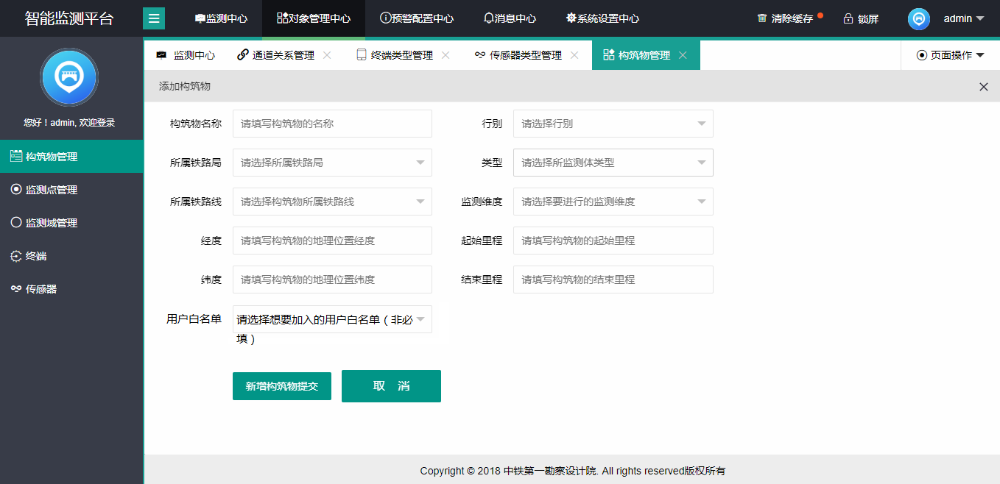 智能监测平台
监测中心
对象管理中心
预警配置中心
消息中心
系统设置中心
清除缓存
锁屏
admin
监测中心
通道关系管理
终端类型管理
传感器类型管理
构筑物管理
页面操作
您好！admin, 欢迎登录
构筑物管理
监测点管理
监测域管理
终端
传感器
添加构筑物
构筑物名称 请填写构筑物的名称
行别 请选择行别
所属铁路局 请选择所属铁路局
类型 请选择所监测体类型
所属铁路线 请选择构筑物所属铁路线
监测维度 请选择要进行的监测维度
经度 请填写构筑物的地理位置经度
起始里程 请填写构筑物的起始里程
纬度 请填写构筑物的地理位置纬度
结束里程 请填写构筑物的结束里程
用户白名单 请选择想要加入的用户白名单（非必
填）
新增构筑物提交
取 消
Copyright © 2018 中铁第一勘察设计院. All rights reserved版权所有